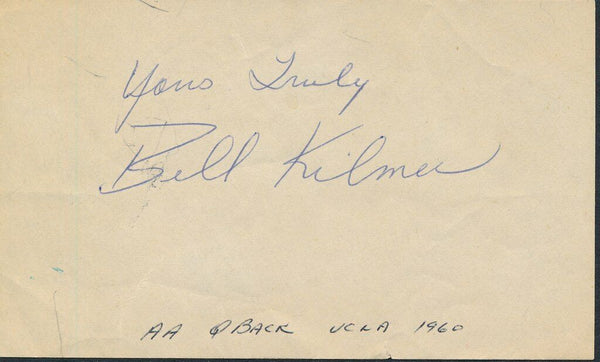 Yours Truly
Bill Kilmer
AA QBACK UCLA 1960